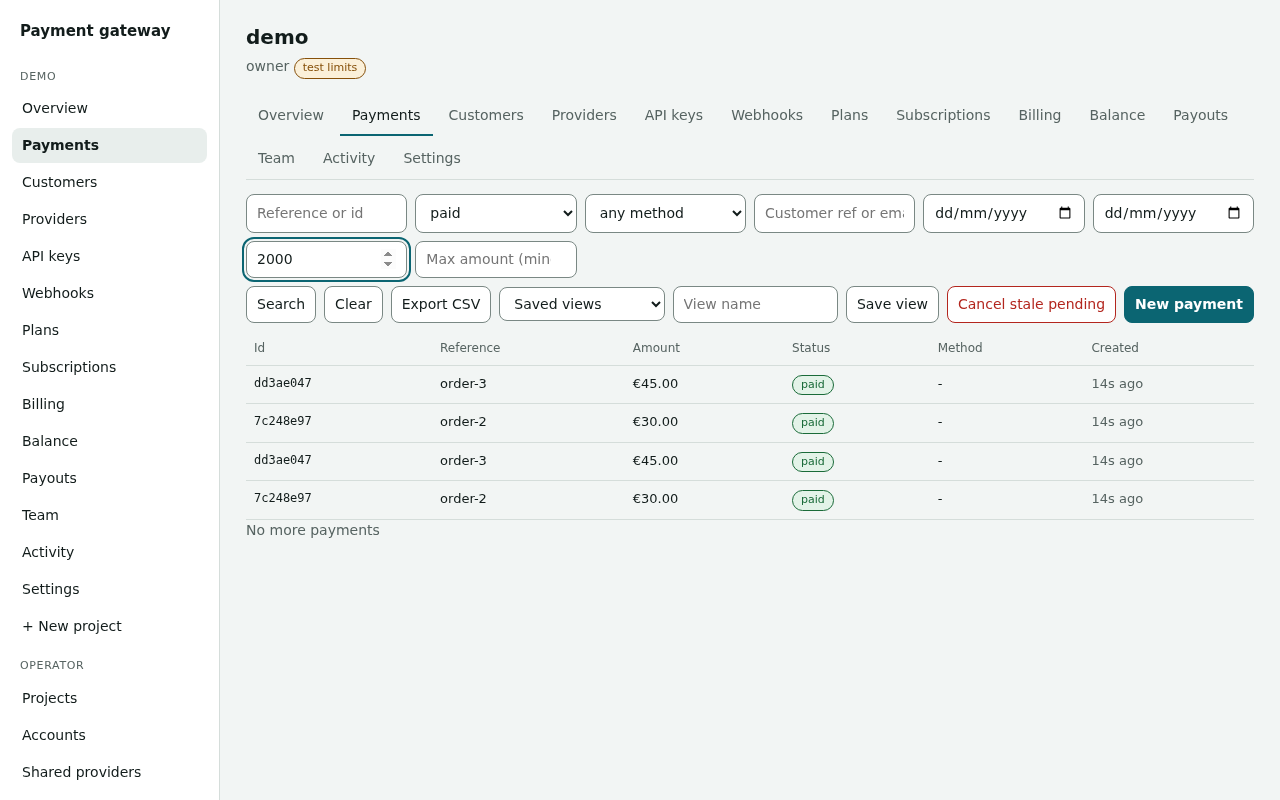 Payment gateway
DEMO
Overview
Payments
Customers
Providers
API keys
Webhooks
Plans
Subscriptions
Billing
Balance
Payouts
Team
Activity
Settings
+ New project
OPERATOR
Projects
Accounts
Shared providers
demo
owner test limits
Overview Payments Customers Providers API keys Webhooks Plans Subscriptions Billing Balance Payouts
Team Activity Settings
Reference or id paid any method Customer ref or ema dd/mm/yyyy dd/mm/yyyy
2000 Max amount (min
Search Clear Export CSV Saved views View name Save view Cancel stale pending New payment
Id Reference Amount Status Method Created
dd3ae047 order-3 €45.00 paid - 14s ago
7c248e97 order-2 €30.00 paid - 14s ago
dd3ae047 order-3 €45.00 paid - 14s ago
7c248e97 order-2 €30.00 paid - 14s ago
No more payments